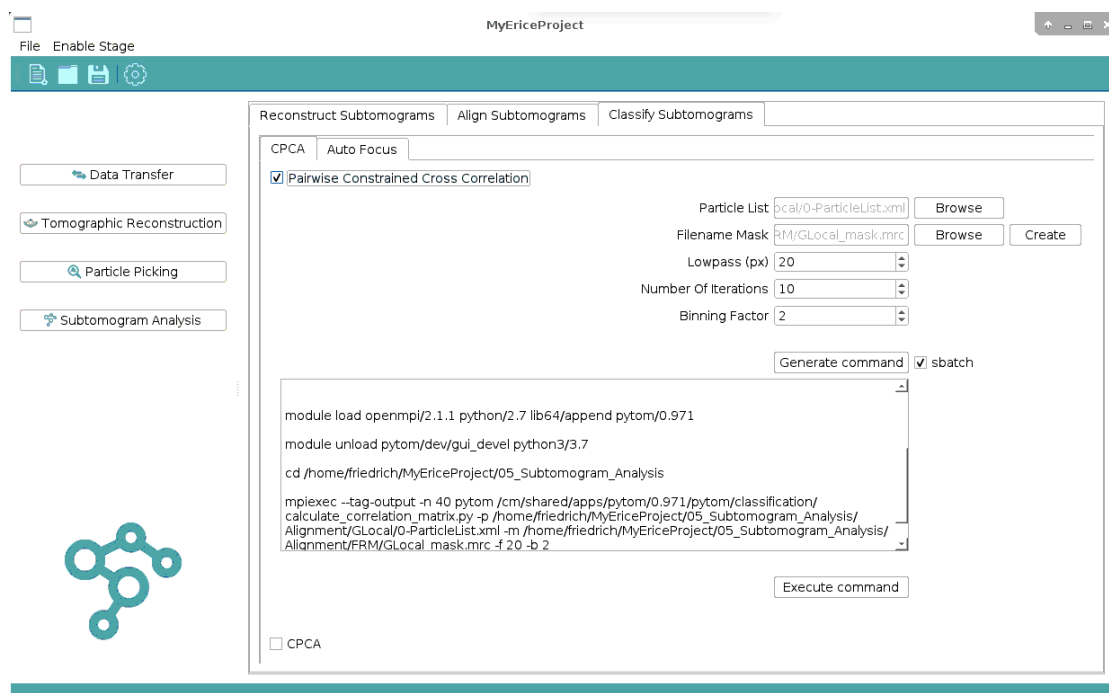 MyEriceProject
File Enable Stage
Reconstruct Subtomograms Align Subtomograms Classify Subtomograms
CPCA Auto Focus
Pairwise Constrained Cross Correlation
Data Transfer
Tomographic Reconstruction
Particle Picking
Subtomogram Analysis
Particle List ocal/0-ParticleList.xml Browse
Filename Mask RM/GLocal_mask.mrc Browse Create
Lowpass (px) 20
Number Of Iterations 10
Binning Factor 2
Generate command sbatch
module load openmpi/2.1.1 python/2.7 lib64/append pytom/0.971
module unload pytom/dev/gui_devel python3/3.7
cd /home/friedrich/MyEriceProject/05_Subtomogram_Analysis
mpiexec --tag-output -n 40 pytom /cm/shared/apps/pytom/0.971/pytom/classification/
calculate_correlation_matrix.py -p /home/friedrich/MyEriceProject/05_Subtomogram_Analysis/
Alignment/GLocal/0-ParticleList.xml -m /home/friedrich/MyEriceProject/05_Subtomogram_Analysis/
Alignment/FRM/GLocal_mask.mrc -f 20 -b 2
Execute command
CPCA